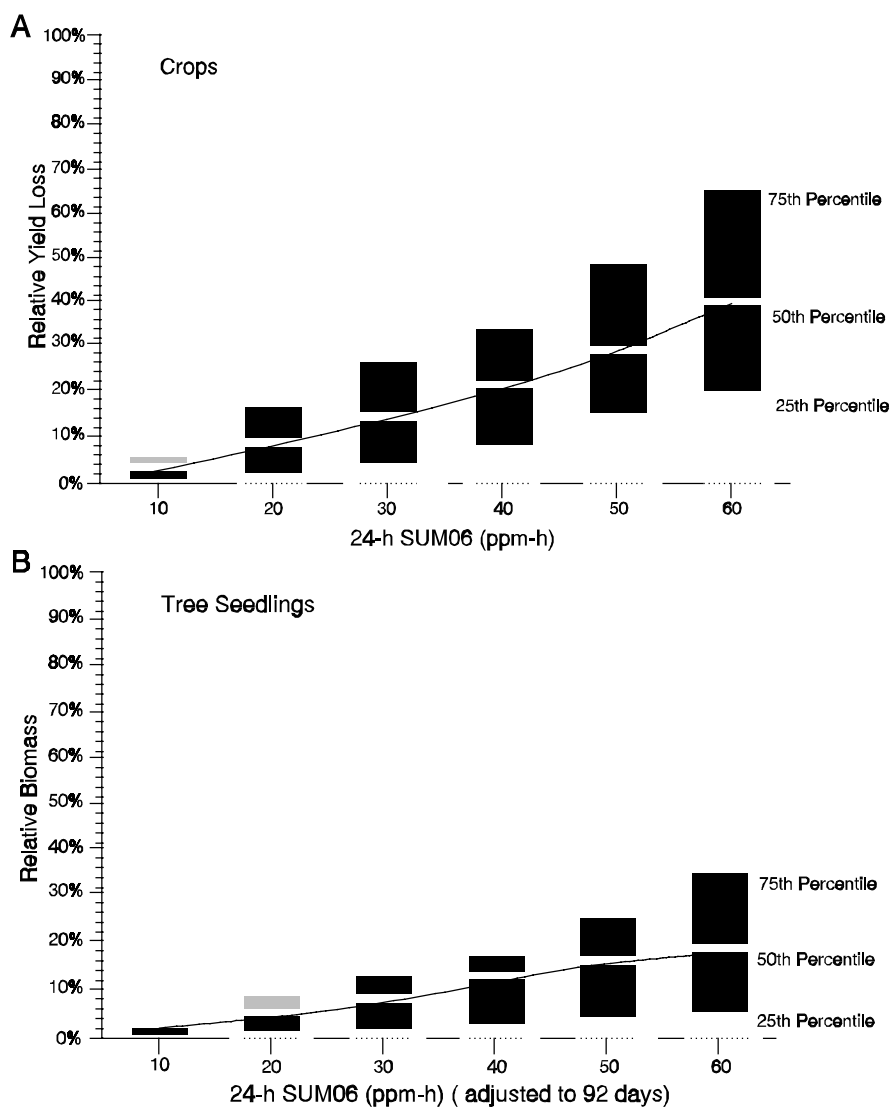 A
Crops
100%
90%
80%
70%
60%
50%
40%
30%
20%
10%
0%
Relative Yield Loss
75th Percentile
50th Percentile
25th Percentile
10 20 30 40 50 60
24-h SUM06 (ppm-h)
B
Tree Seedlings
100%
90%
80%
70%
60%
50%
40%
30%
20%
10%
0%
Relative Biomass
75th Percentile
50th Percentile
25th Percentile
10 20 30 40 50 60
24-h SUM06 (ppm-h) ( adjusted to 92 days)